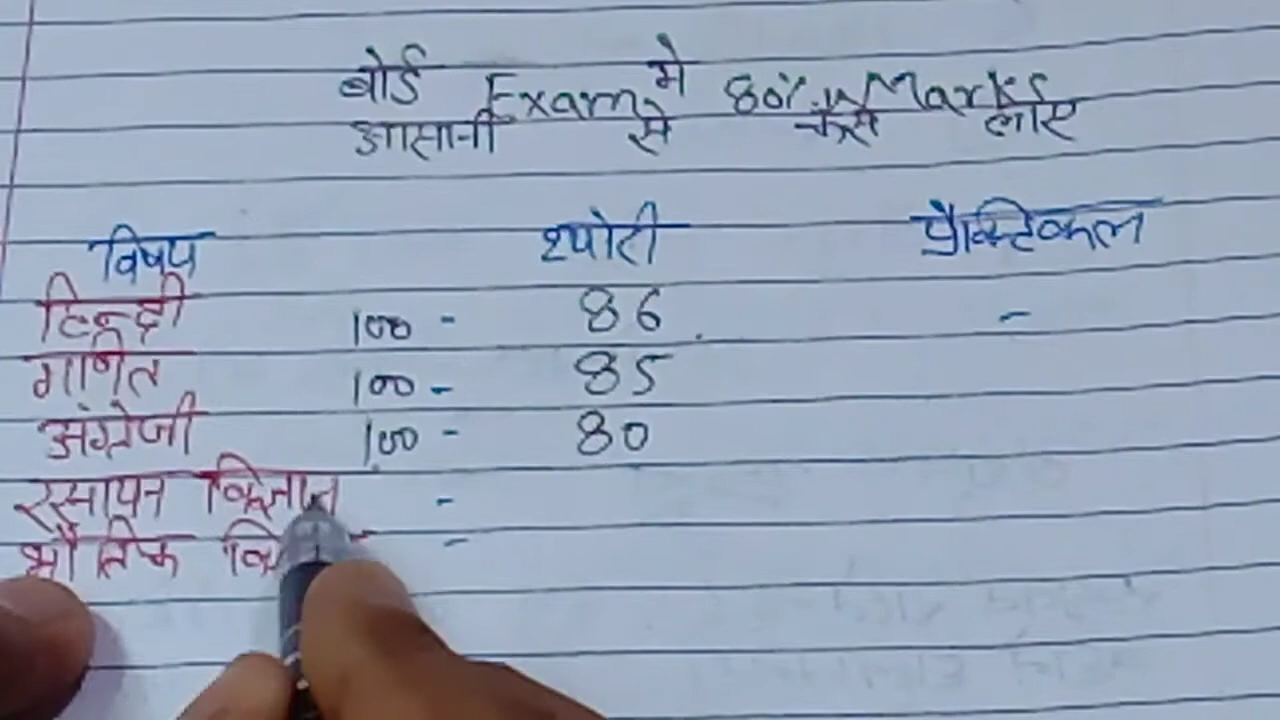 बोर्ड Exam मे 80% Marks
आसानी से कैसे लाए
विषय थ्योरी प्रैक्टिकल
हिन्दी 100 - 86 -
गणित 100 - 85
अंग्रेजी 100 - 80
रसायन विज्ञान -
भौतिक वि -